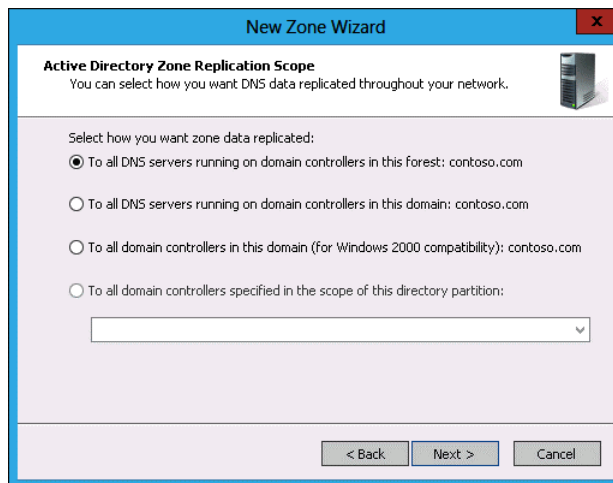 New Zone Wizard
x
Active Directory Zone Replication Scope
You can select how you want DNS data replicated throughout your network.
Select how you want zone data replicated:
To all DNS servers running on domain controllers in this forest: contoso.com
To all DNS servers running on domain controllers in this domain: contoso.com
To all domain controllers in this domain (for Windows 2000 compatibility): contoso.com
To all domain controllers specified in the scope of this directory partition:
< Back Next > Cancel